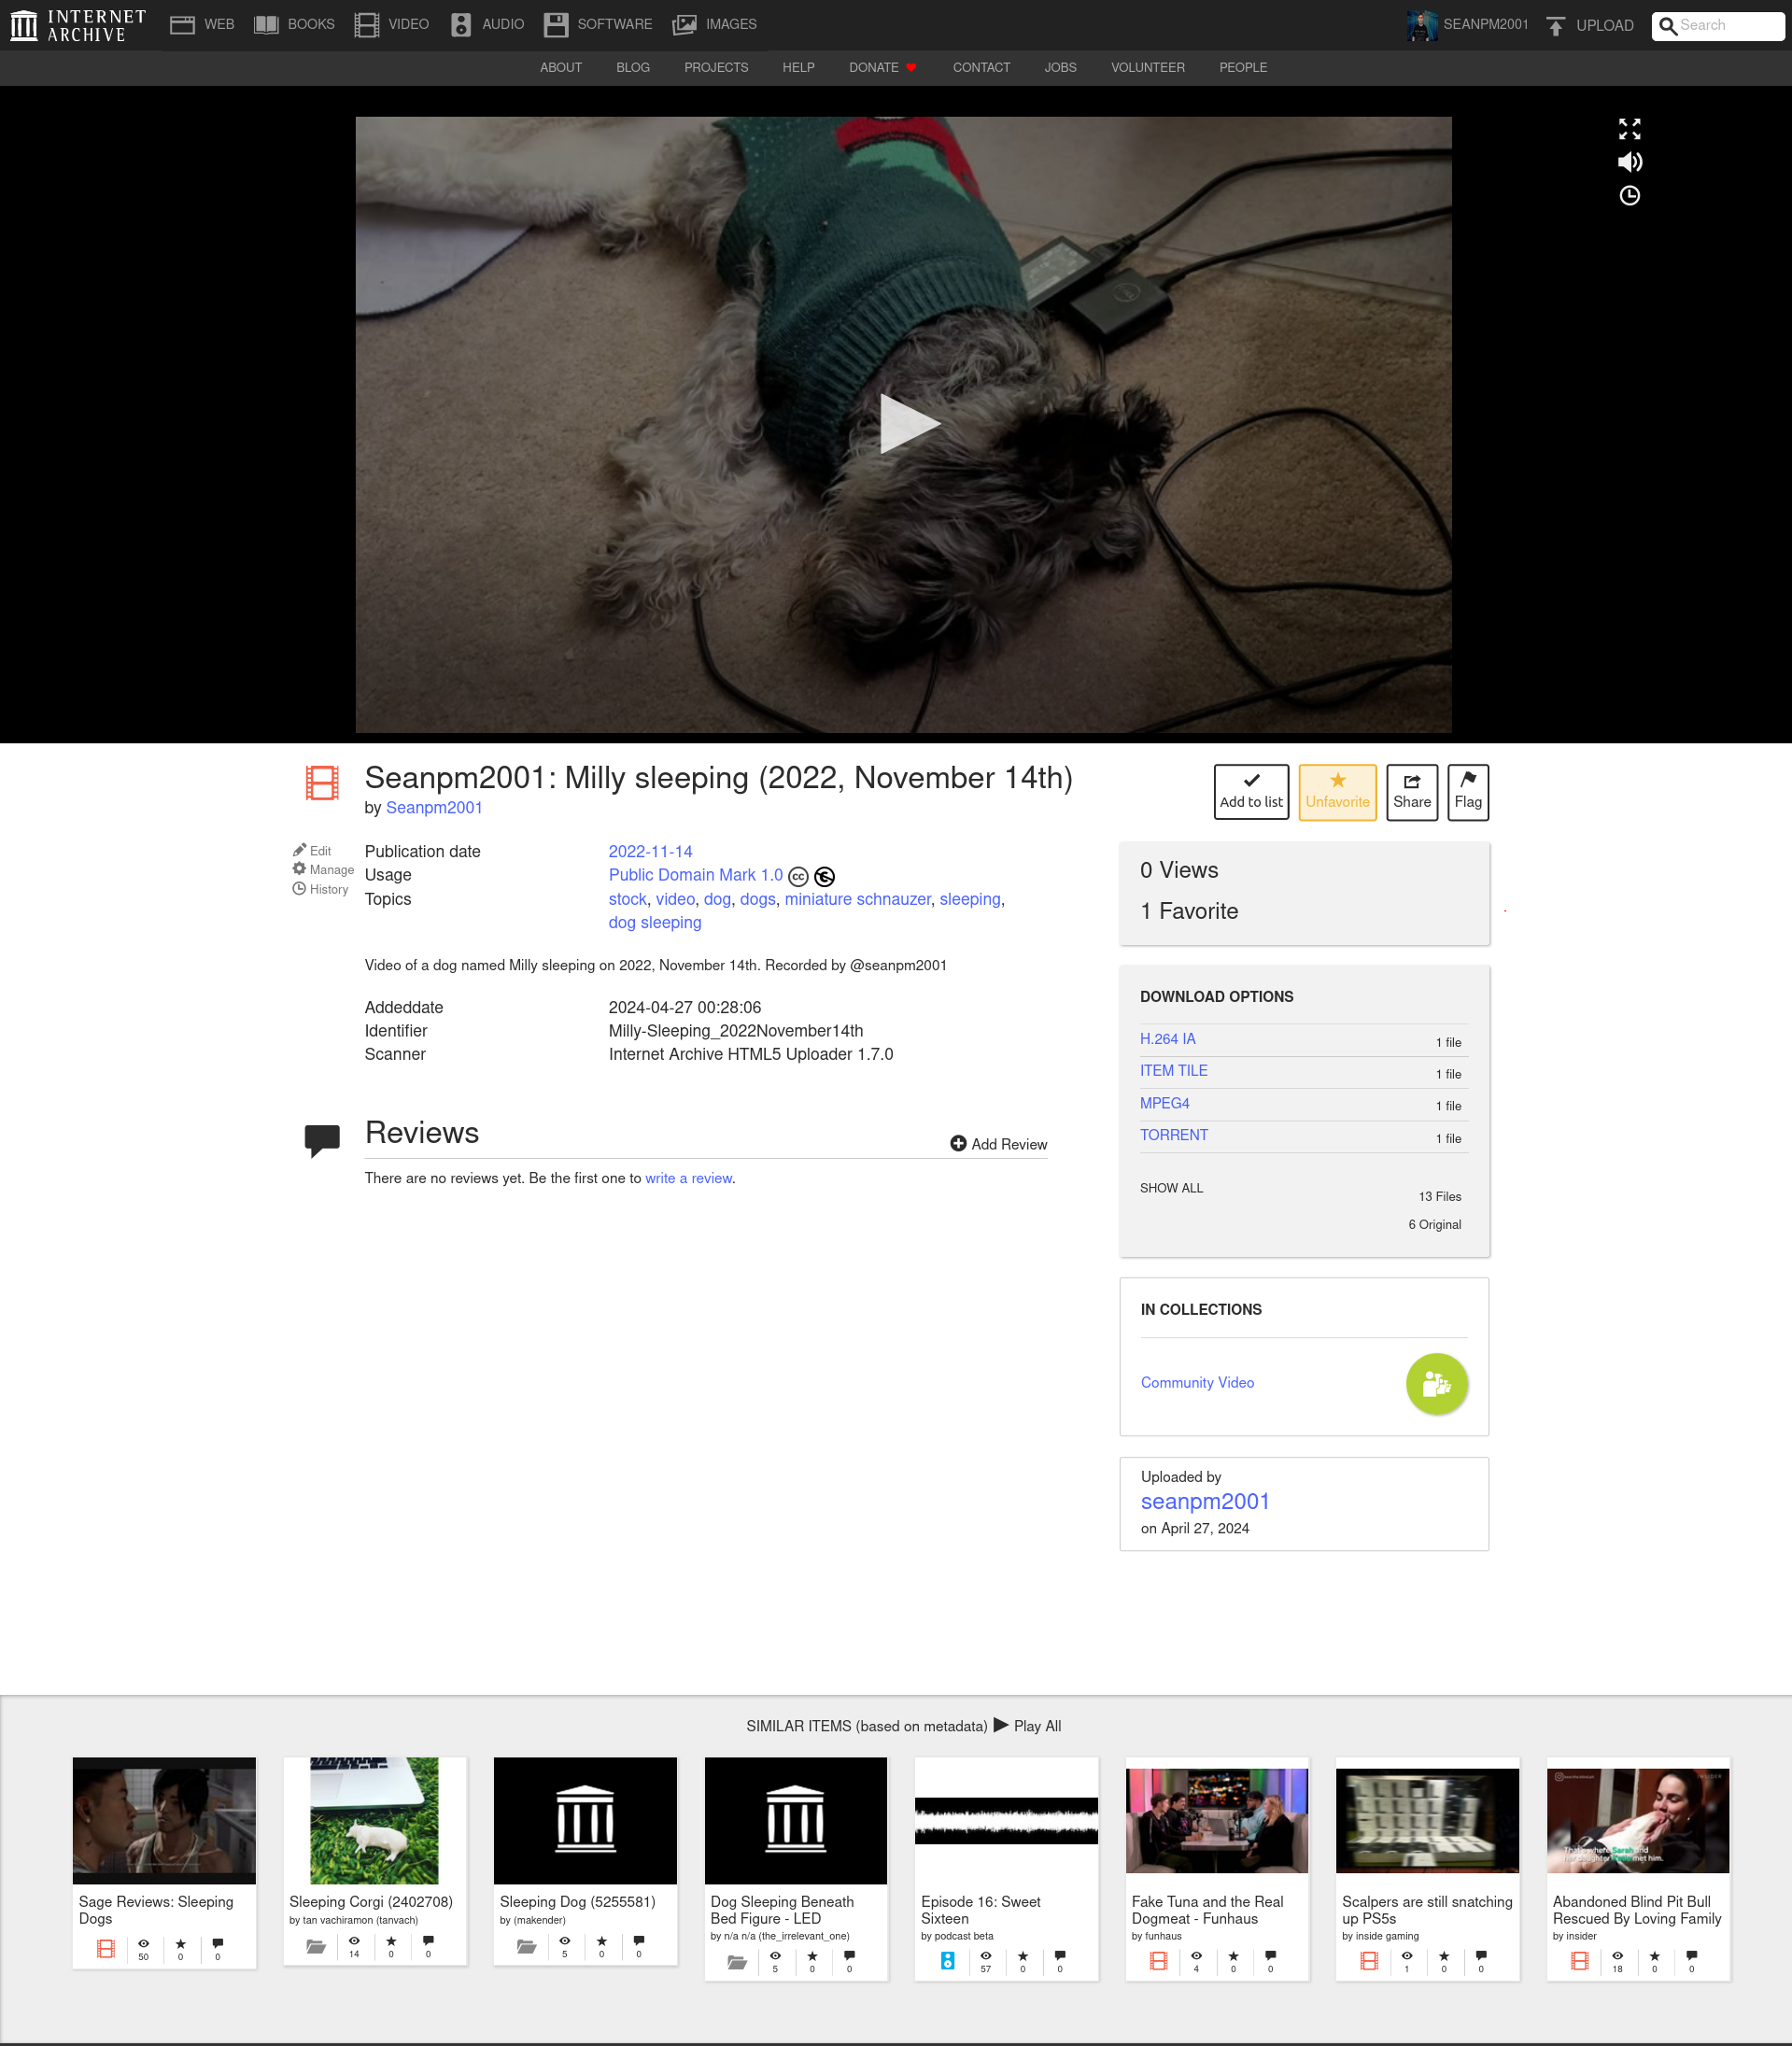 INTERNET ARCHIVE
WEB
BOOKS
VIDEO
AUDIO
SOFTWARE
IMAGES
SEANPM2001
UPLOAD
Search
ABOUT
BLOG
PROJECTS
HELP
DONATE
CONTACT
JOBS
VOLUNTEER
PEOPLE
Seanpm2001: Milly sleeping (2022, November 14th)
by Seanpm2001
Add to list
Unfavorite
Share
Flag
Edit
Manage
History
Publication date 2022-11-14
Usage Public Domain Mark 1.0
Topics stock, video, dog, dogs, miniature schnauzer, sleeping,
dog sleeping
Video of a dog named Milly sleeping on 2022, November 14th. Recorded by @seanpm2001
Addeddate 2024-04-27 00:28:06
Identifier Milly-Sleeping_2022November14th
Scanner Internet Archive HTML5 Uploader 1.7.0
Reviews
Add Review
There are no reviews yet. Be the first one to write a review.
0 Views
1 Favorite
DOWNLOAD OPTIONS
H.264 IA 1 file
ITEM TILE 1 file
MPEG4 1 file
TORRENT 1 file
SHOW ALL 13 Files
6 Original
IN COLLECTIONS
Community Video
Uploaded by
seanpm2001
on April 27, 2024
SIMILAR ITEMS (based on metadata) Play All
Sage Reviews: Sleeping
Dogs
50 0 0
Sleeping Corgi (2402708)
by tan vachiramon (tanvach)
14 0 0
Sleeping Dog (5255581)
by (makender)
5 0 0
Dog Sleeping Beneath
Bed Figure - LED
by n/a n/a (the_irrelevant_one)
5 0 0
Episode 16: Sweet
Sixteen
by podcast beta
57 0 0
Fake Tuna and the Real
Dogmeat - Funhaus
by funhaus
4 0 0
Scalpers are still snatching
up PS5s
by inside gaming
1 0 0
INSIDER
Abandoned Blind Pit Bull
Rescued By Loving Family
by insider
18 0 0